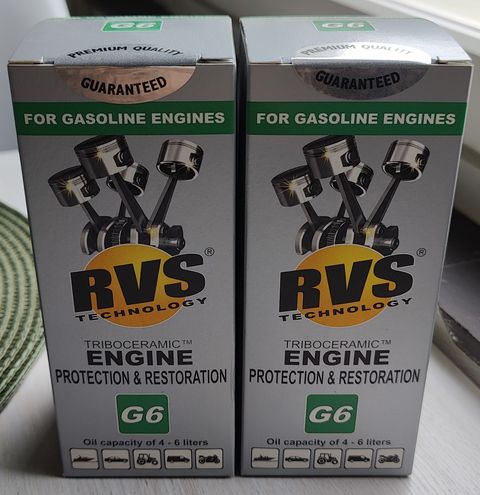 G6
PREMIUM QUALITY
GUARANTEED
FOR GASOLINE ENGINES
RVS®
TECHNOLOGY
TRIBOCERAMIC™
ENGINE
PROTECTION & RESTORATION
G6
Oil capacity of 4 - 6 liters
G6
PREMIUM QUALITY
GUARANTEED
FOR GASOLINE ENGINES
RVS®
TECHNOLOGY
TRIBOCERAMIC™
ENGINE
PROTECTION & RESTORATION
G6
Oil capacity of 4 - 6 liters